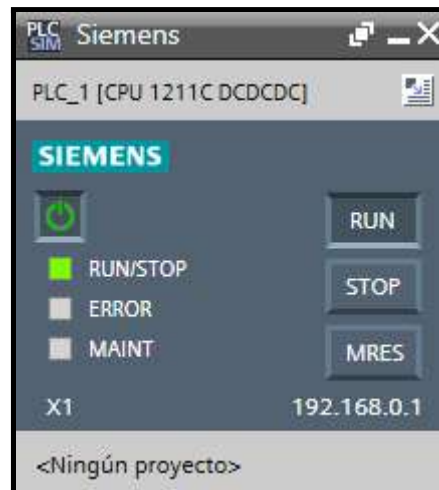 PLC SIM Siemens
PLC_1 [CPU 1211C DCDCDC]
SIEMENS
RUN
RUN/STOP
STOP
ERROR
MAINT
MRES
X1 192.168.0.1
<Ningún proyecto>